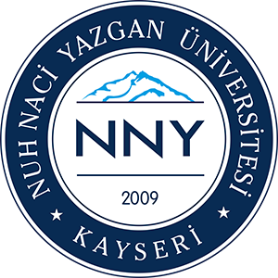 NUH NACİ YAZGAN ÜNİVERSİTESİ
NNY
2009
KAYSERİ